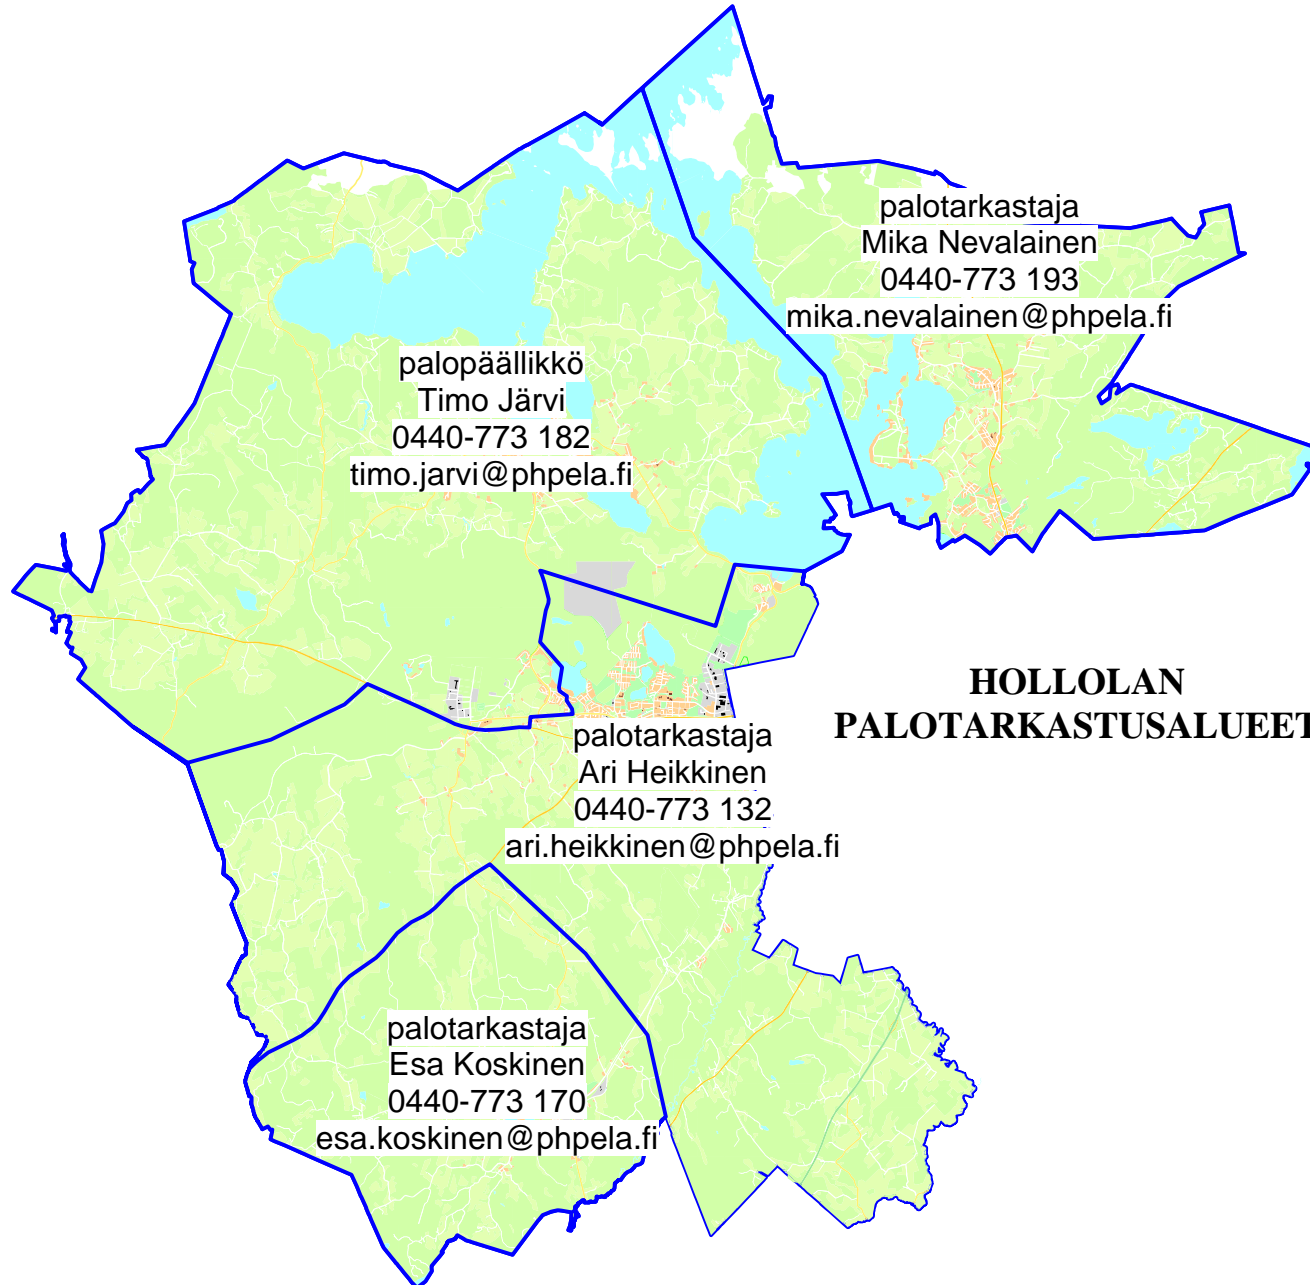 palotarkastaja
Mika Nevalainen
0440-773 193
mika.nevalainen@phpela.fi
palopäällikkö
Timo Järvi
0440-773 182
timo.jarvi@phpela.fi
HOLLOLAN
PALOTARKASTUSALUEET
palotarkastaja
Ari Heikkinen
0440-773 132
ari.heikkinen@phpela.fi
palotarkastaja
Esa Koskinen
0440-773 170
esa.koskinen@phpela.fi